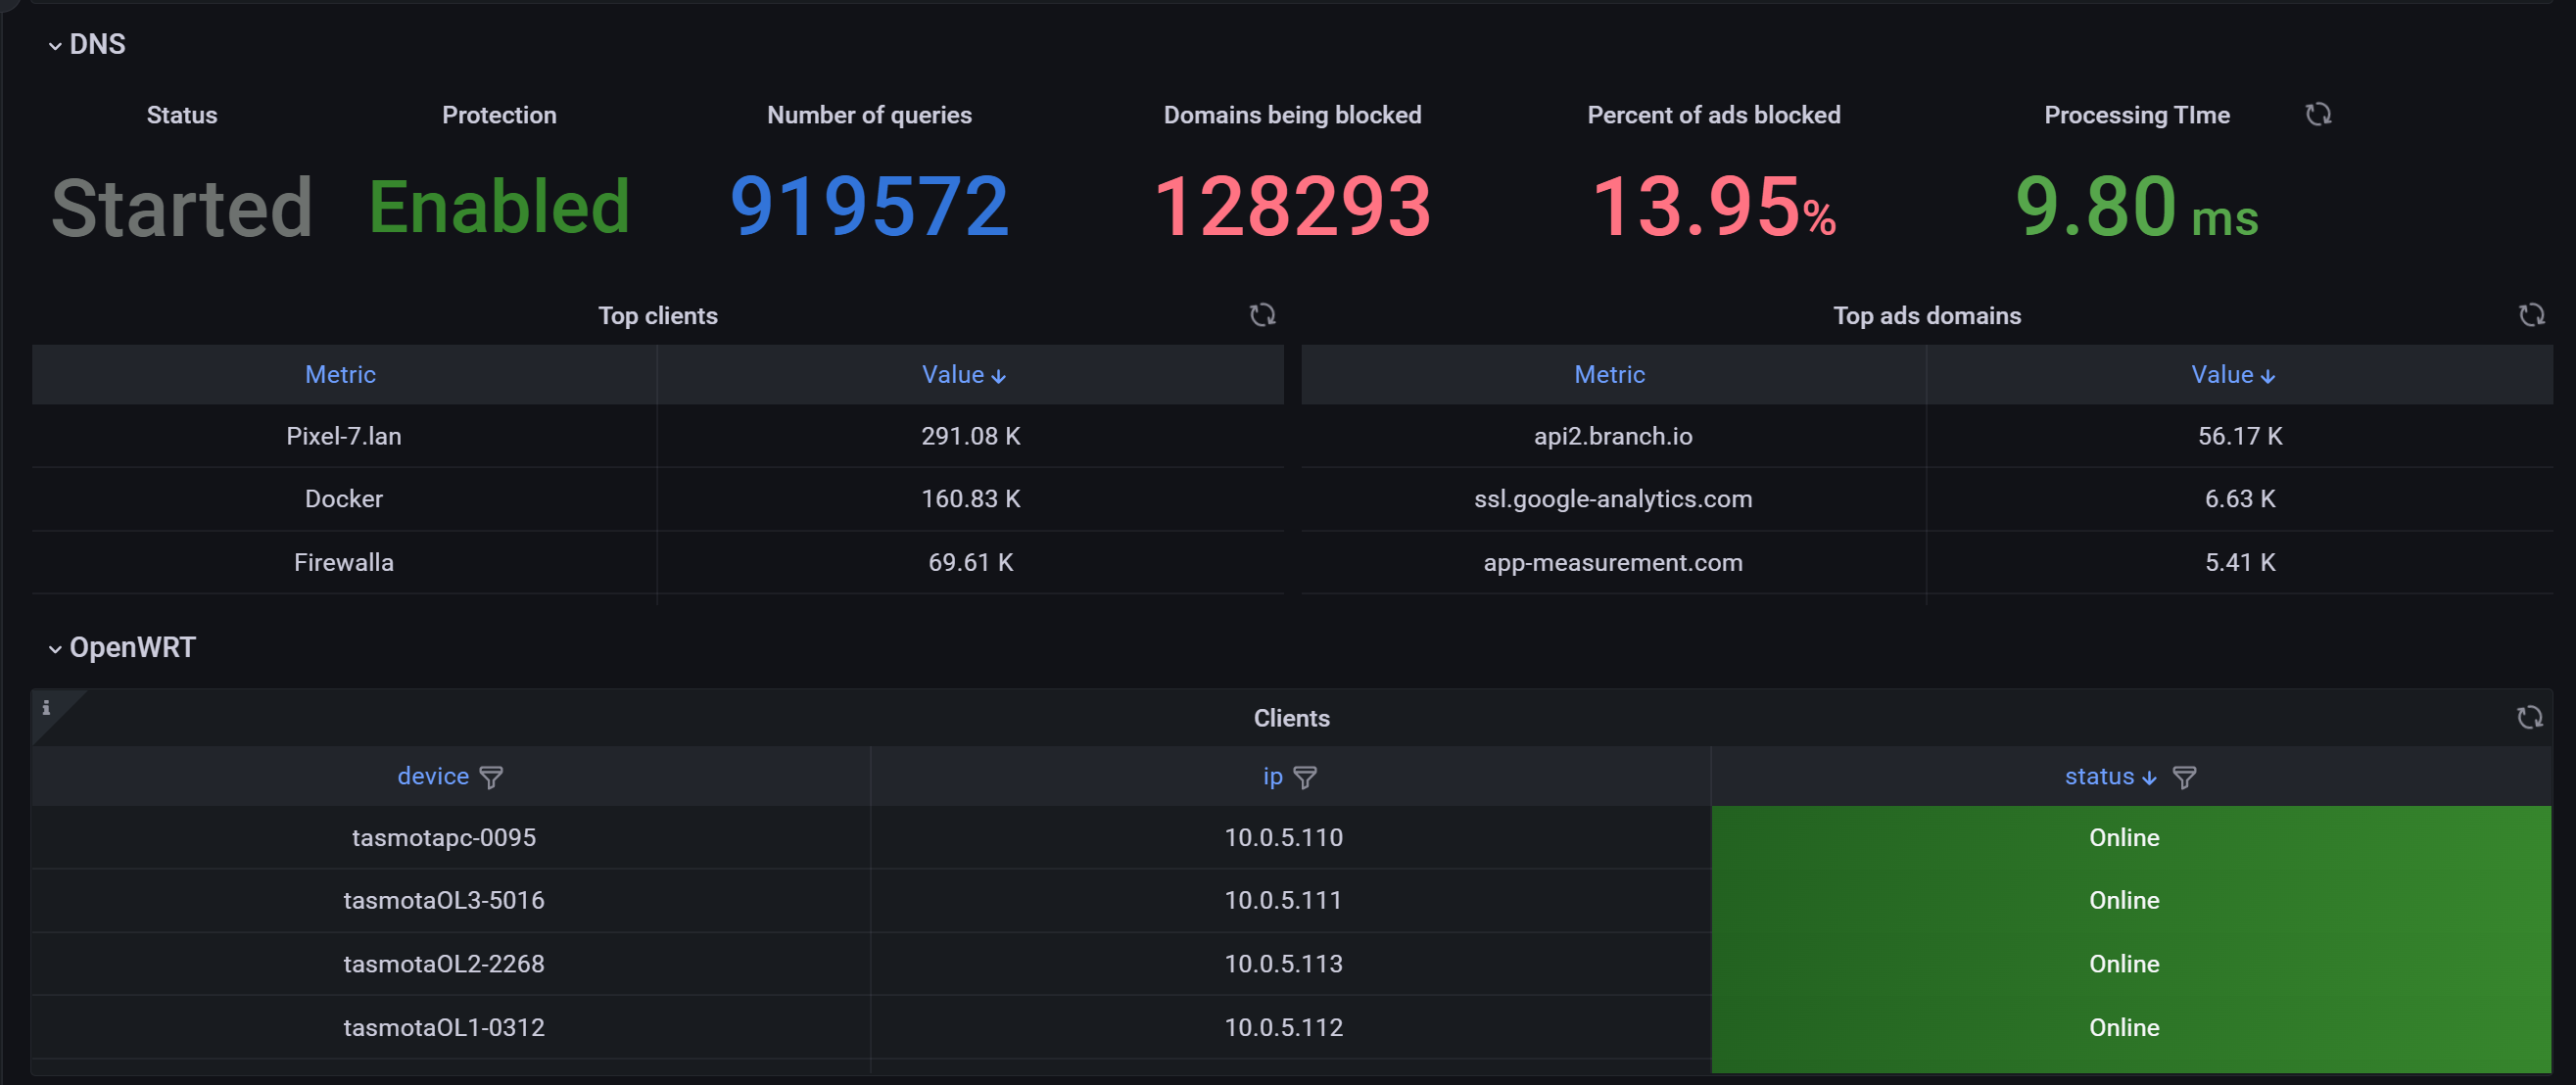 DNS
Status Protection Number of queries Domains being blocked Percent of ads blocked Processing TIme
Started Enabled 919572 128293 13.95% 9.80 ms
Top clients
Metric Value
Pixel-7.lan 291.08 K
Docker 160.83 K
Firewalla 69.61 K
Top ads domains
Metric Value
api2.branch.io 56.17 K
ssl.google-analytics.com 6.63 K
app-measurement.com 5.41 K
OpenWRT
i
Clients
device ip status
tasmotapc-0095 10.0.5.110 Online
tasmotaOL3-5016 10.0.5.111 Online
tasmotaOL2-2268 10.0.5.113 Online
tasmotaOL1-0312 10.0.5.112 Online